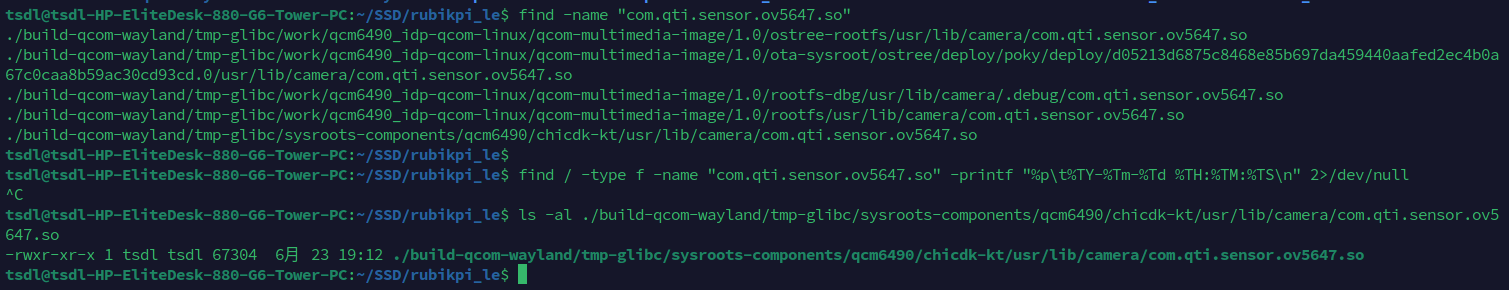 tsdl@tsdl-HP-EliteDesk-880-G6-Tower-PC:~/SSD/rubikpi_le$ find -name "com.qti.sensor.ov5647.so"
./build-qcom-wayland/tmp-glibc/work/qcm6490_idp-qcom-linux/qcom-multimedia-image/1.0/ostree-rootfs/usr/lib/camera/com.qti.sensor.ov5647.so
./build-qcom-wayland/tmp-glibc/work/qcm6490_idp-qcom-linux/qcom-multimedia-image/1.0/ota-sysroot/ostree/deploy/poky/deploy/d05213d6875c8468e85b697da459440aafed2ec4b0a
67c0caa8b59ac30cd93cd.0/usr/lib/camera/com.qti.sensor.ov5647.so
./build-qcom-wayland/tmp-glibc/work/qcm6490_idp-qcom-linux/qcom-multimedia-image/1.0/rootfs-dbg/usr/lib/camera/.debug/com.qti.sensor.ov5647.so
./build-qcom-wayland/tmp-glibc/work/qcm6490_idp-qcom-linux/qcom-multimedia-image/1.0/rootfs/usr/lib/camera/com.qti.sensor.ov5647.so
./build-qcom-wayland/tmp-glibc/sysroots-components/qcm6490/chicdk-kt/usr/lib/camera/com.qti.sensor.ov5647.so
tsdl@tsdl-HP-EliteDesk-880-G6-Tower-PC:~/SSD/rubikpi_le$
tsdl@tsdl-HP-EliteDesk-880-G6-Tower-PC:~/SSD/rubikpi_le$ find / -type f -name "com.qti.sensor.ov5647.so" -printf "%p\t%TY-%Tm-%Td %TH:%TM:%TS\n" 2>/dev/null
^C
tsdl@tsdl-HP-EliteDesk-880-G6-Tower-PC:~/SSD/rubikpi_le$ ls -al ./build-qcom-wayland/tmp-glibc/sysroots-components/qcm6490/chicdk-kt/usr/lib/camera/com.qti.sensor.ov5
647.so
-rwxr-xr-x 1 tsdl tsdl 67304  6月 23 19:12 ./build-qcom-wayland/tmp-glibc/sysroots-components/qcm6490/chicdk-kt/usr/lib/camera/com.qti.sensor.ov5647.so
tsdl@tsdl-HP-EliteDesk-880-G6-Tower-PC:~/SSD/rubikpi_le$